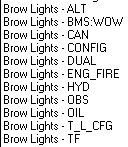 Brow Lights - ALT
Brow Lights - BMS:WOW
Brow Lights - CAN
Brow Lights - CONFIG
Brow Lights - DUAL
Brow Lights - ENG_FIRE
Brow Lights - HYD
Brow Lights - OBS
Brow Lights - OIL
Brow Lights - T_L_CFG
Brow Lights - TF